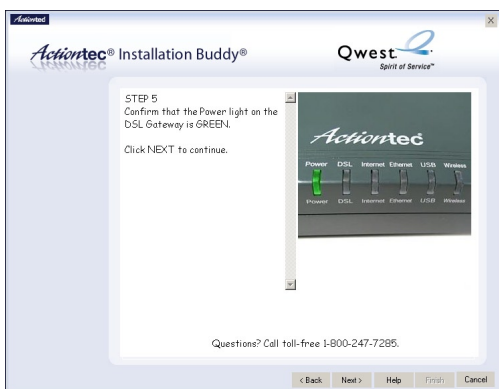 Actiontec
Actiontec® Installation Buddy®
Qwest
Spirit of Service™
STEP 5
Confirm that the Power light on the
DSL Gateway is GREEN.
Click NEXT to continue.
Actiontec
Power DSL Internet Ethernet USB Wireless
Power DSL Internet Ethernet USB Wireless
Questions? Call toll-free 1-800-247-7285.
< Back Next > Help Finish Cancel